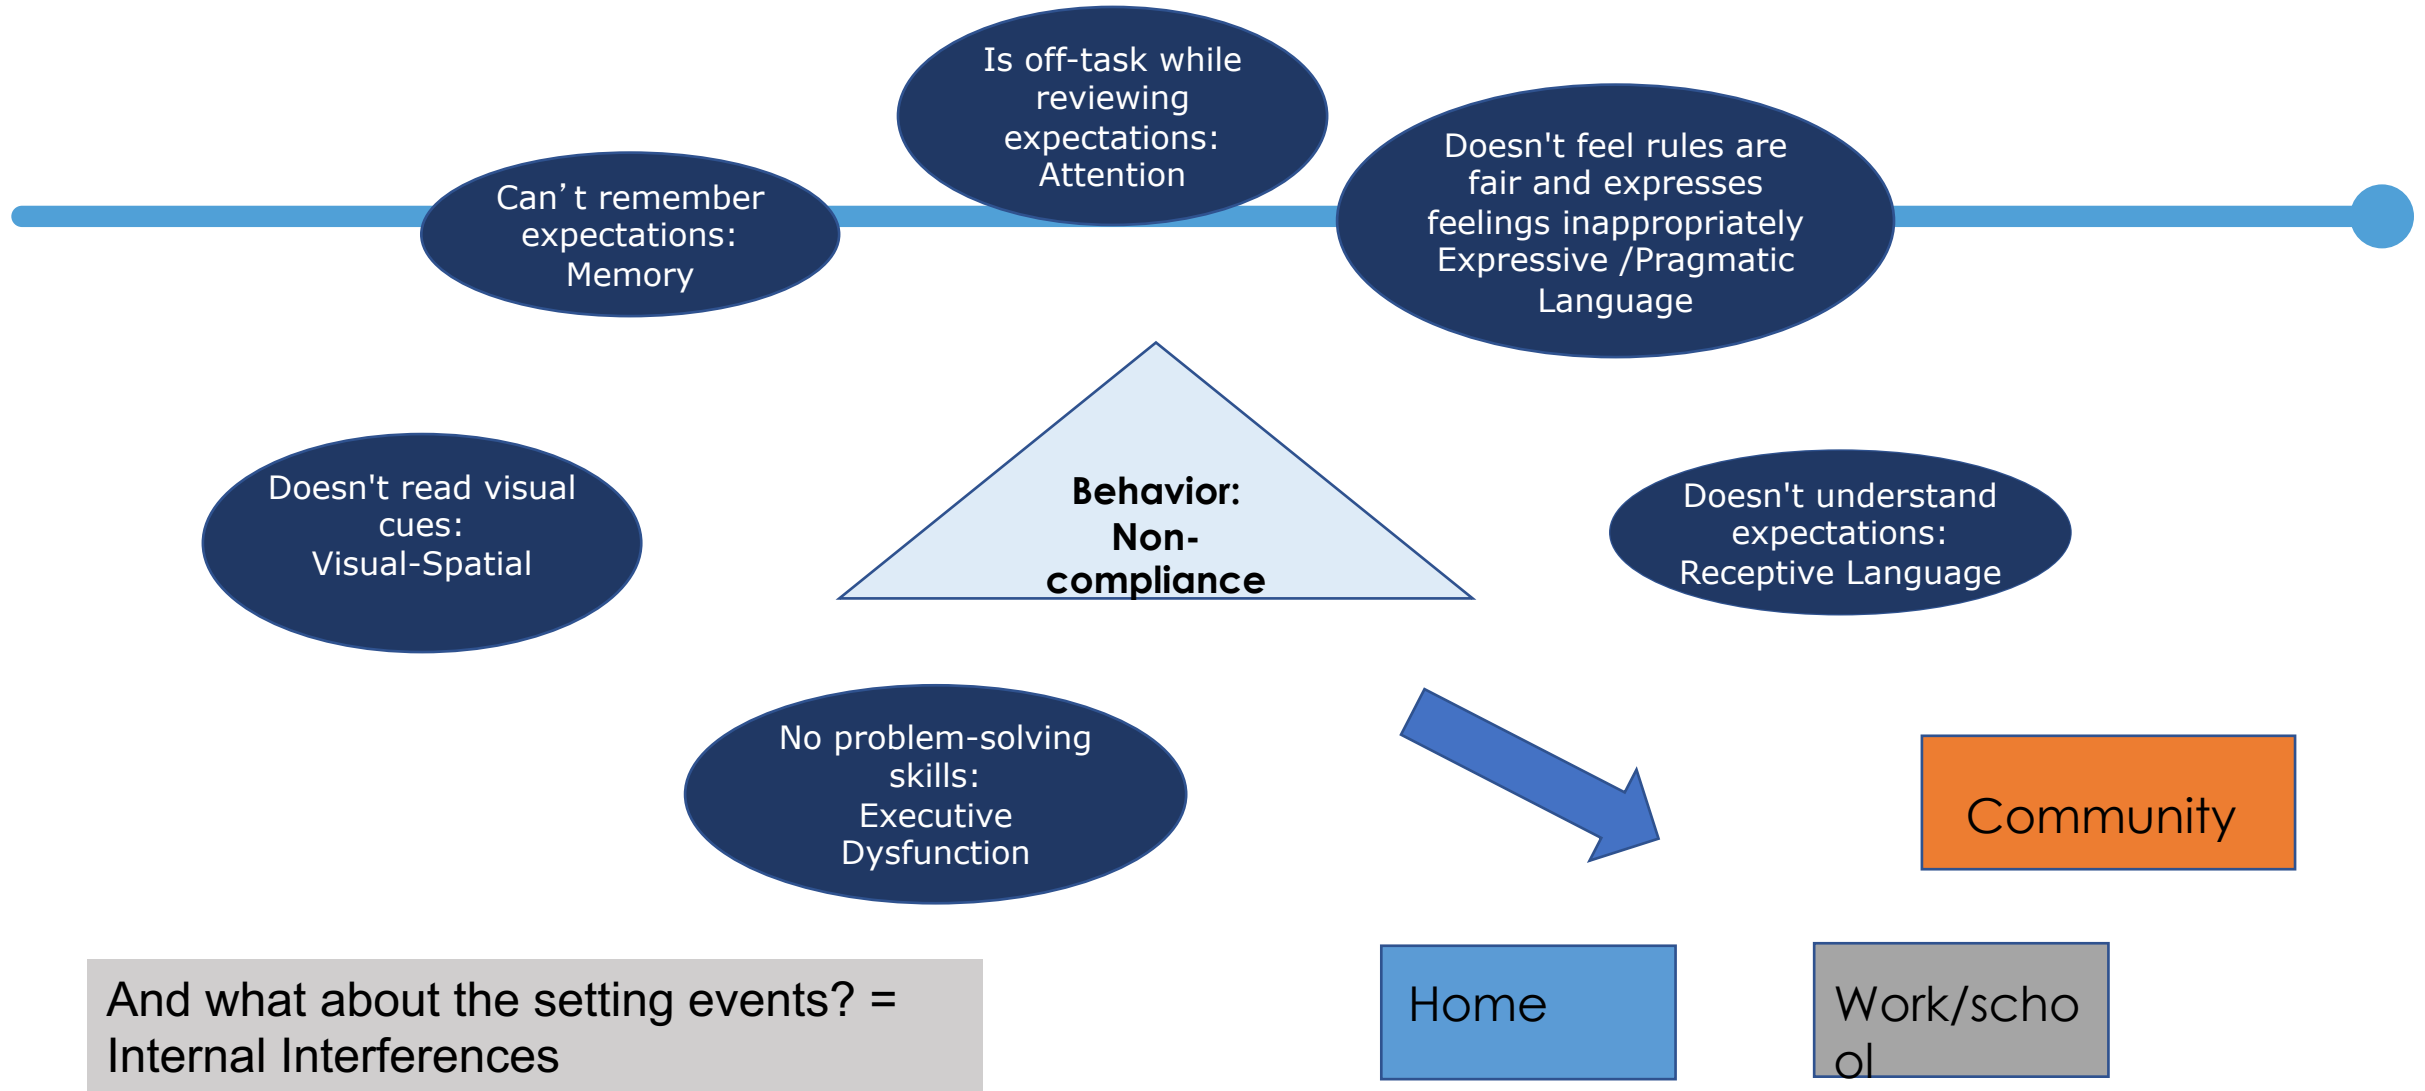 Is off-task while
reviewing
expectations:
Attention
Can’t remember
expectations:
Memory
Doesn't feel rules are
fair and expresses
feelings inappropriately
Expressive /Pragmatic
Language
Doesn't read visual
cues:
Visual-Spatial
Behavior:
Non-
compliance
Doesn't understand
expectations:
Receptive Language
No problem-solving
skills:
Executive
Dysfunction
Community
And what about the setting events? =
Internal Interferences
Home
Work/scho
ol